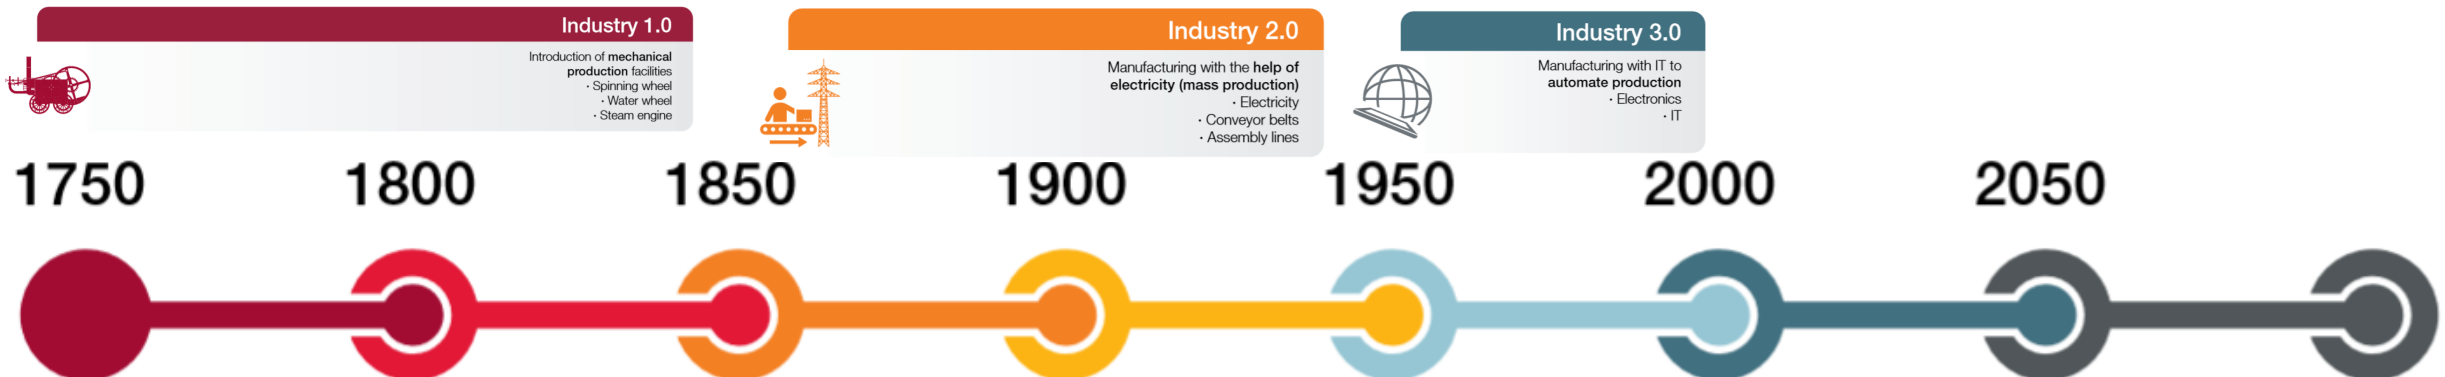 Industry 1.0
Introduction of mechanical
production facilities
· Spinning wheel
· Water wheel
· Steam engine
Industry 2.0
Manufacturing with the help of
electricity (mass production)
· Electricity
· Conveyor belts
· Assembly lines
Industry 3.0
Manufacturing with IT to
automate production
· Electronics
· IT
1750 1800 1850 1900 1950 2000 2050